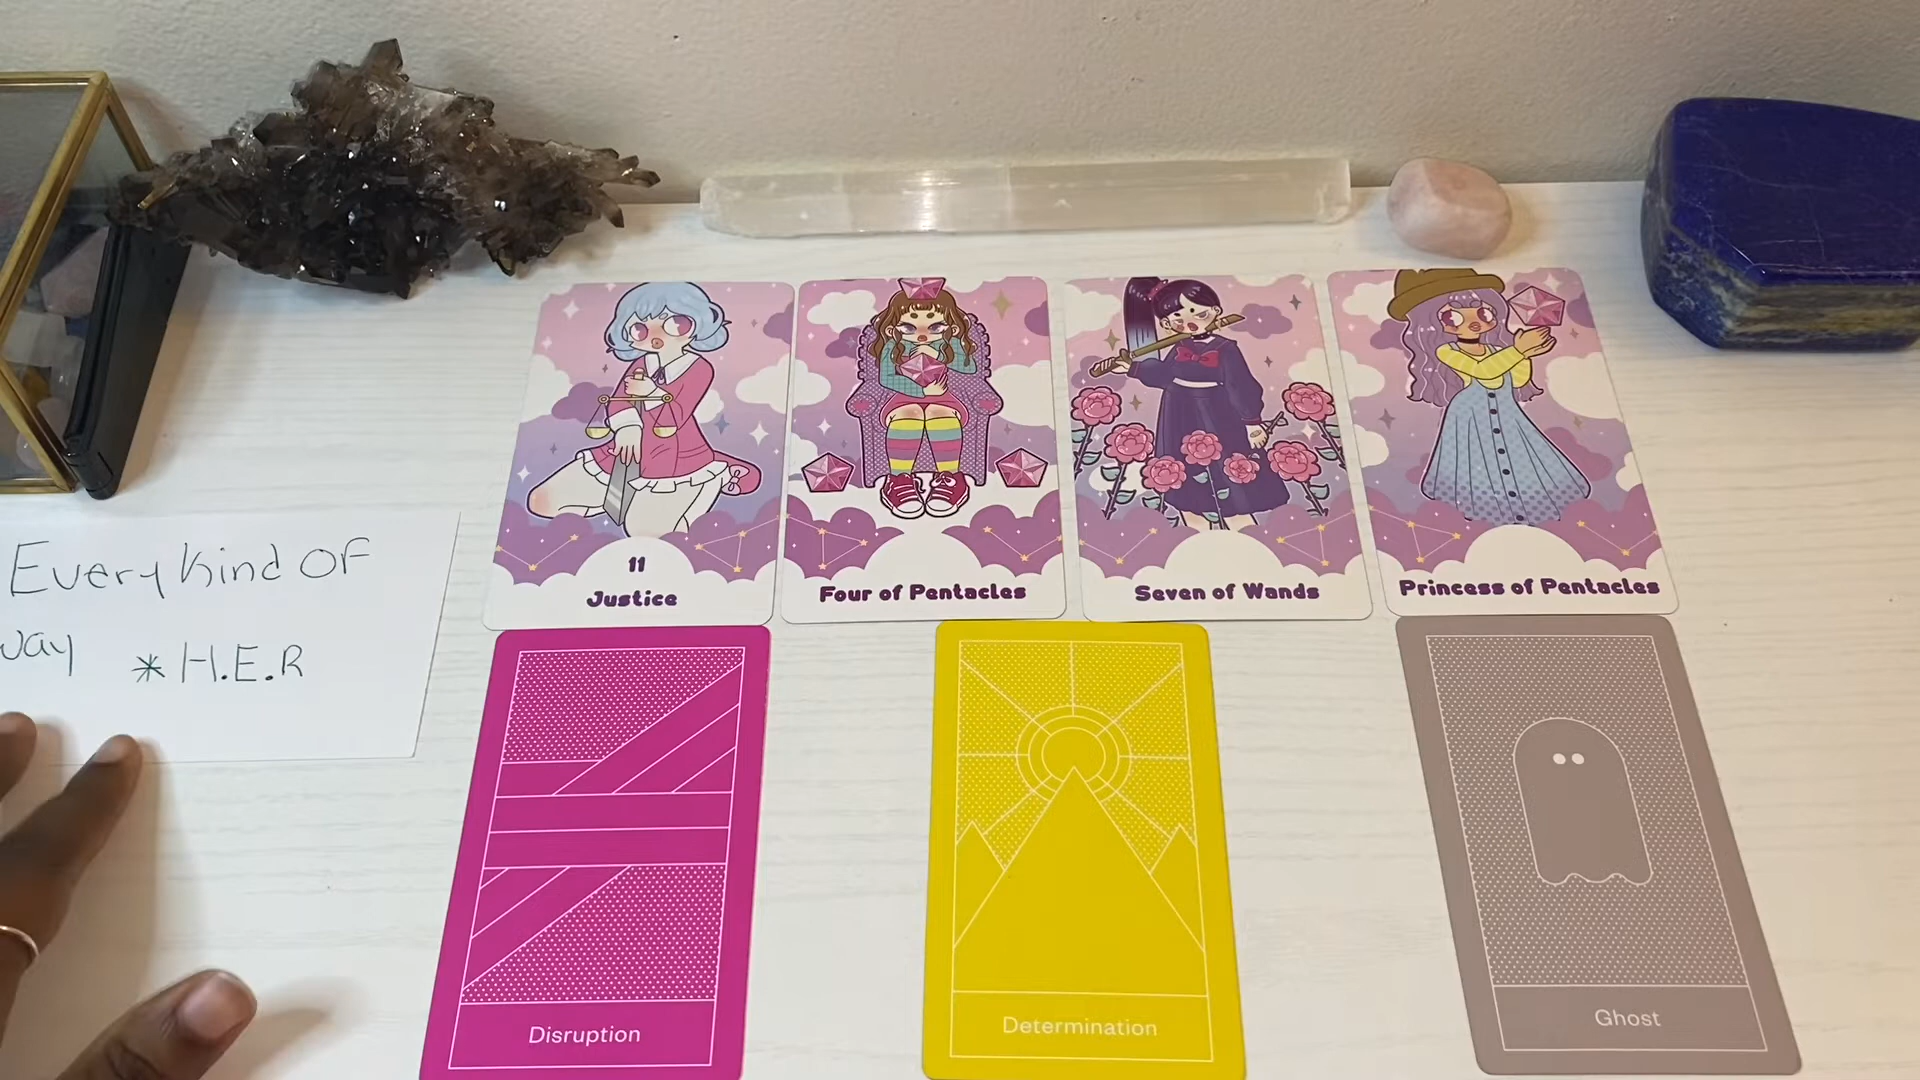 Every kind of
way * H.E.R
11
Justice
Four of Pentacles
Seven of Wands
Princess of Pentacles
Disruption
Determination
Ghost